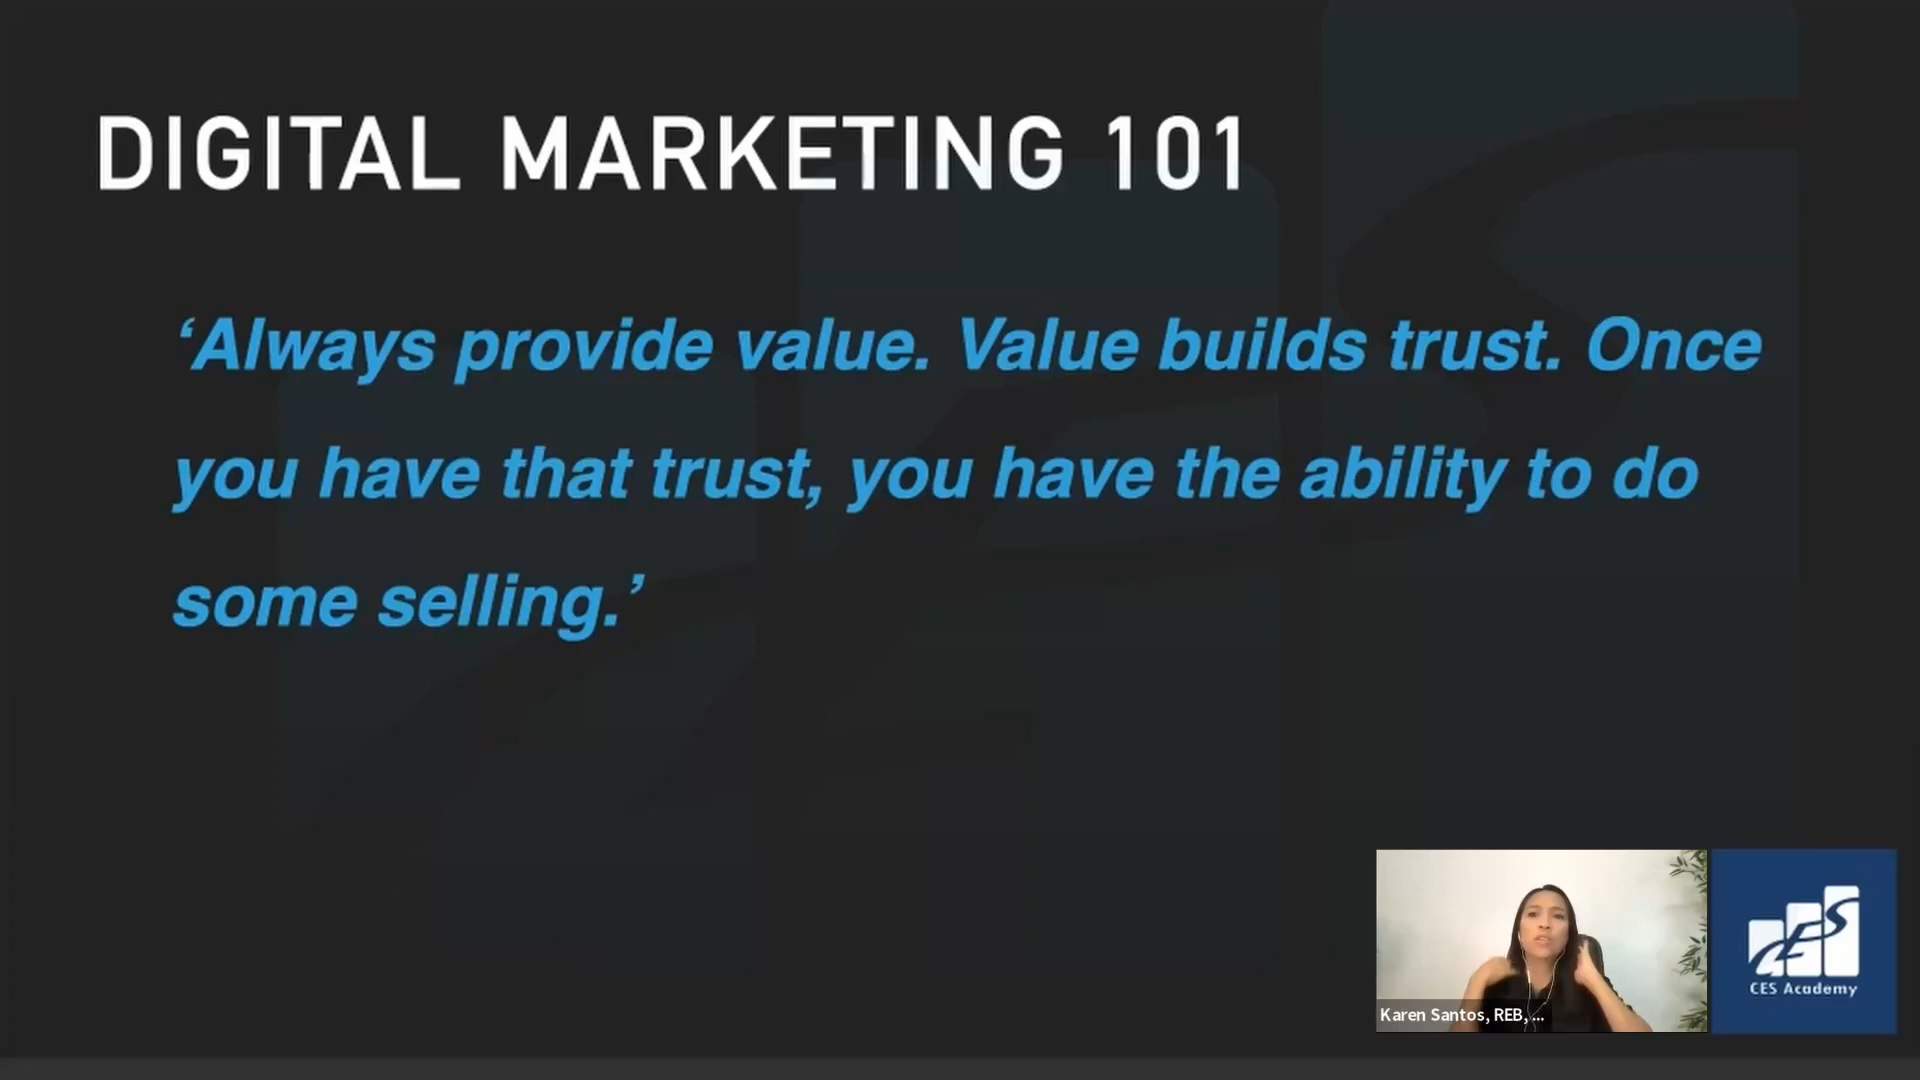 DIGITAL MARKETING 101
‘Always provide value. Value builds trust. Once
you have that trust, you have the ability to do
some selling.’
Karen Santos, REB, ...
CES
CES Academy